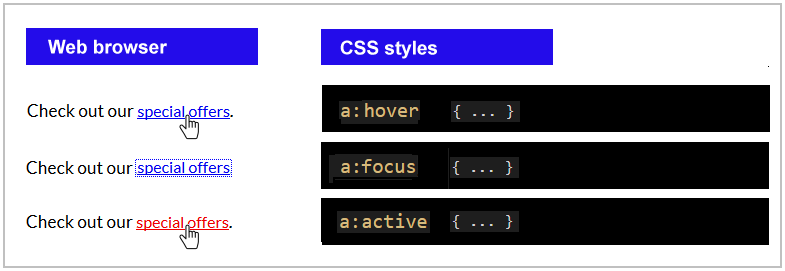 Web browser
CSS styles
Check out our special offers.
a:hover { ... }
Check out our special offers
a:focus { ... }
Check out our special offers.
a:active { ... }